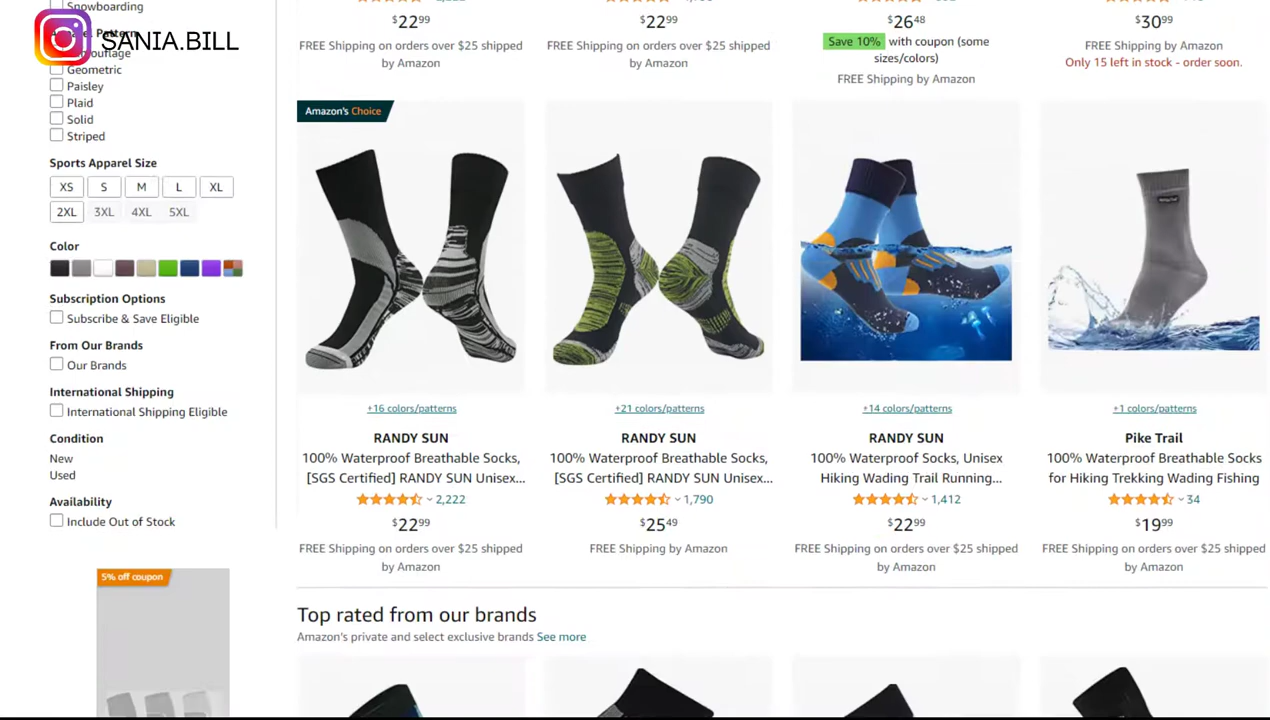 SANIA.BILL
Snowboarding
Camouflage
Geometric
Paisley
Plaid
Solid
Striped
Sports Apparel Size
XS S M L XL
2XL 3XL 4XL 5XL
Color
Subscription Options
Subscribe & Save Eligible
From Our Brands
Our Brands
International Shipping
International Shipping Eligible
Condition
New
Used
Availability
Include Out of Stock
5% off coupon
$22.99
FREE Shipping on orders over $25 shipped
by Amazon
$22.99
FREE Shipping on orders over $25 shipped
by Amazon
$26.48
Save 10% with coupon (some
sizes/colors)
FREE Shipping by Amazon
$30.99
FREE Shipping by Amazon
Only 15 left in stock - order soon.
Amazon's Choice
+16 colors/patterns
RANDY SUN
100% Waterproof Breathable Socks,
[SGS Certified] RANDY SUN Unisex...
2,222
$22.99
FREE Shipping on orders over $25 shipped
by Amazon
+21 colors/patterns
RANDY SUN
100% Waterproof Breathable Socks,
[SGS Certified] RANDY SUN Unisex...
1,790
$25.49
FREE Shipping by Amazon
+14 colors/patterns
RANDY SUN
100% Waterproof Socks, Unisex
Hiking Wading Trail Running...
1,412
$22.99
FREE Shipping on orders over $25 shipped
by Amazon
+1 colors/patterns
Pike Trail
100% Waterproof Breathable Socks
for Hiking Trekking Wading Fishing
34
$19.99
FREE Shipping on orders over $25 shipped
by Amazon
Top rated from our brands
Amazon's private and select exclusive brands See more